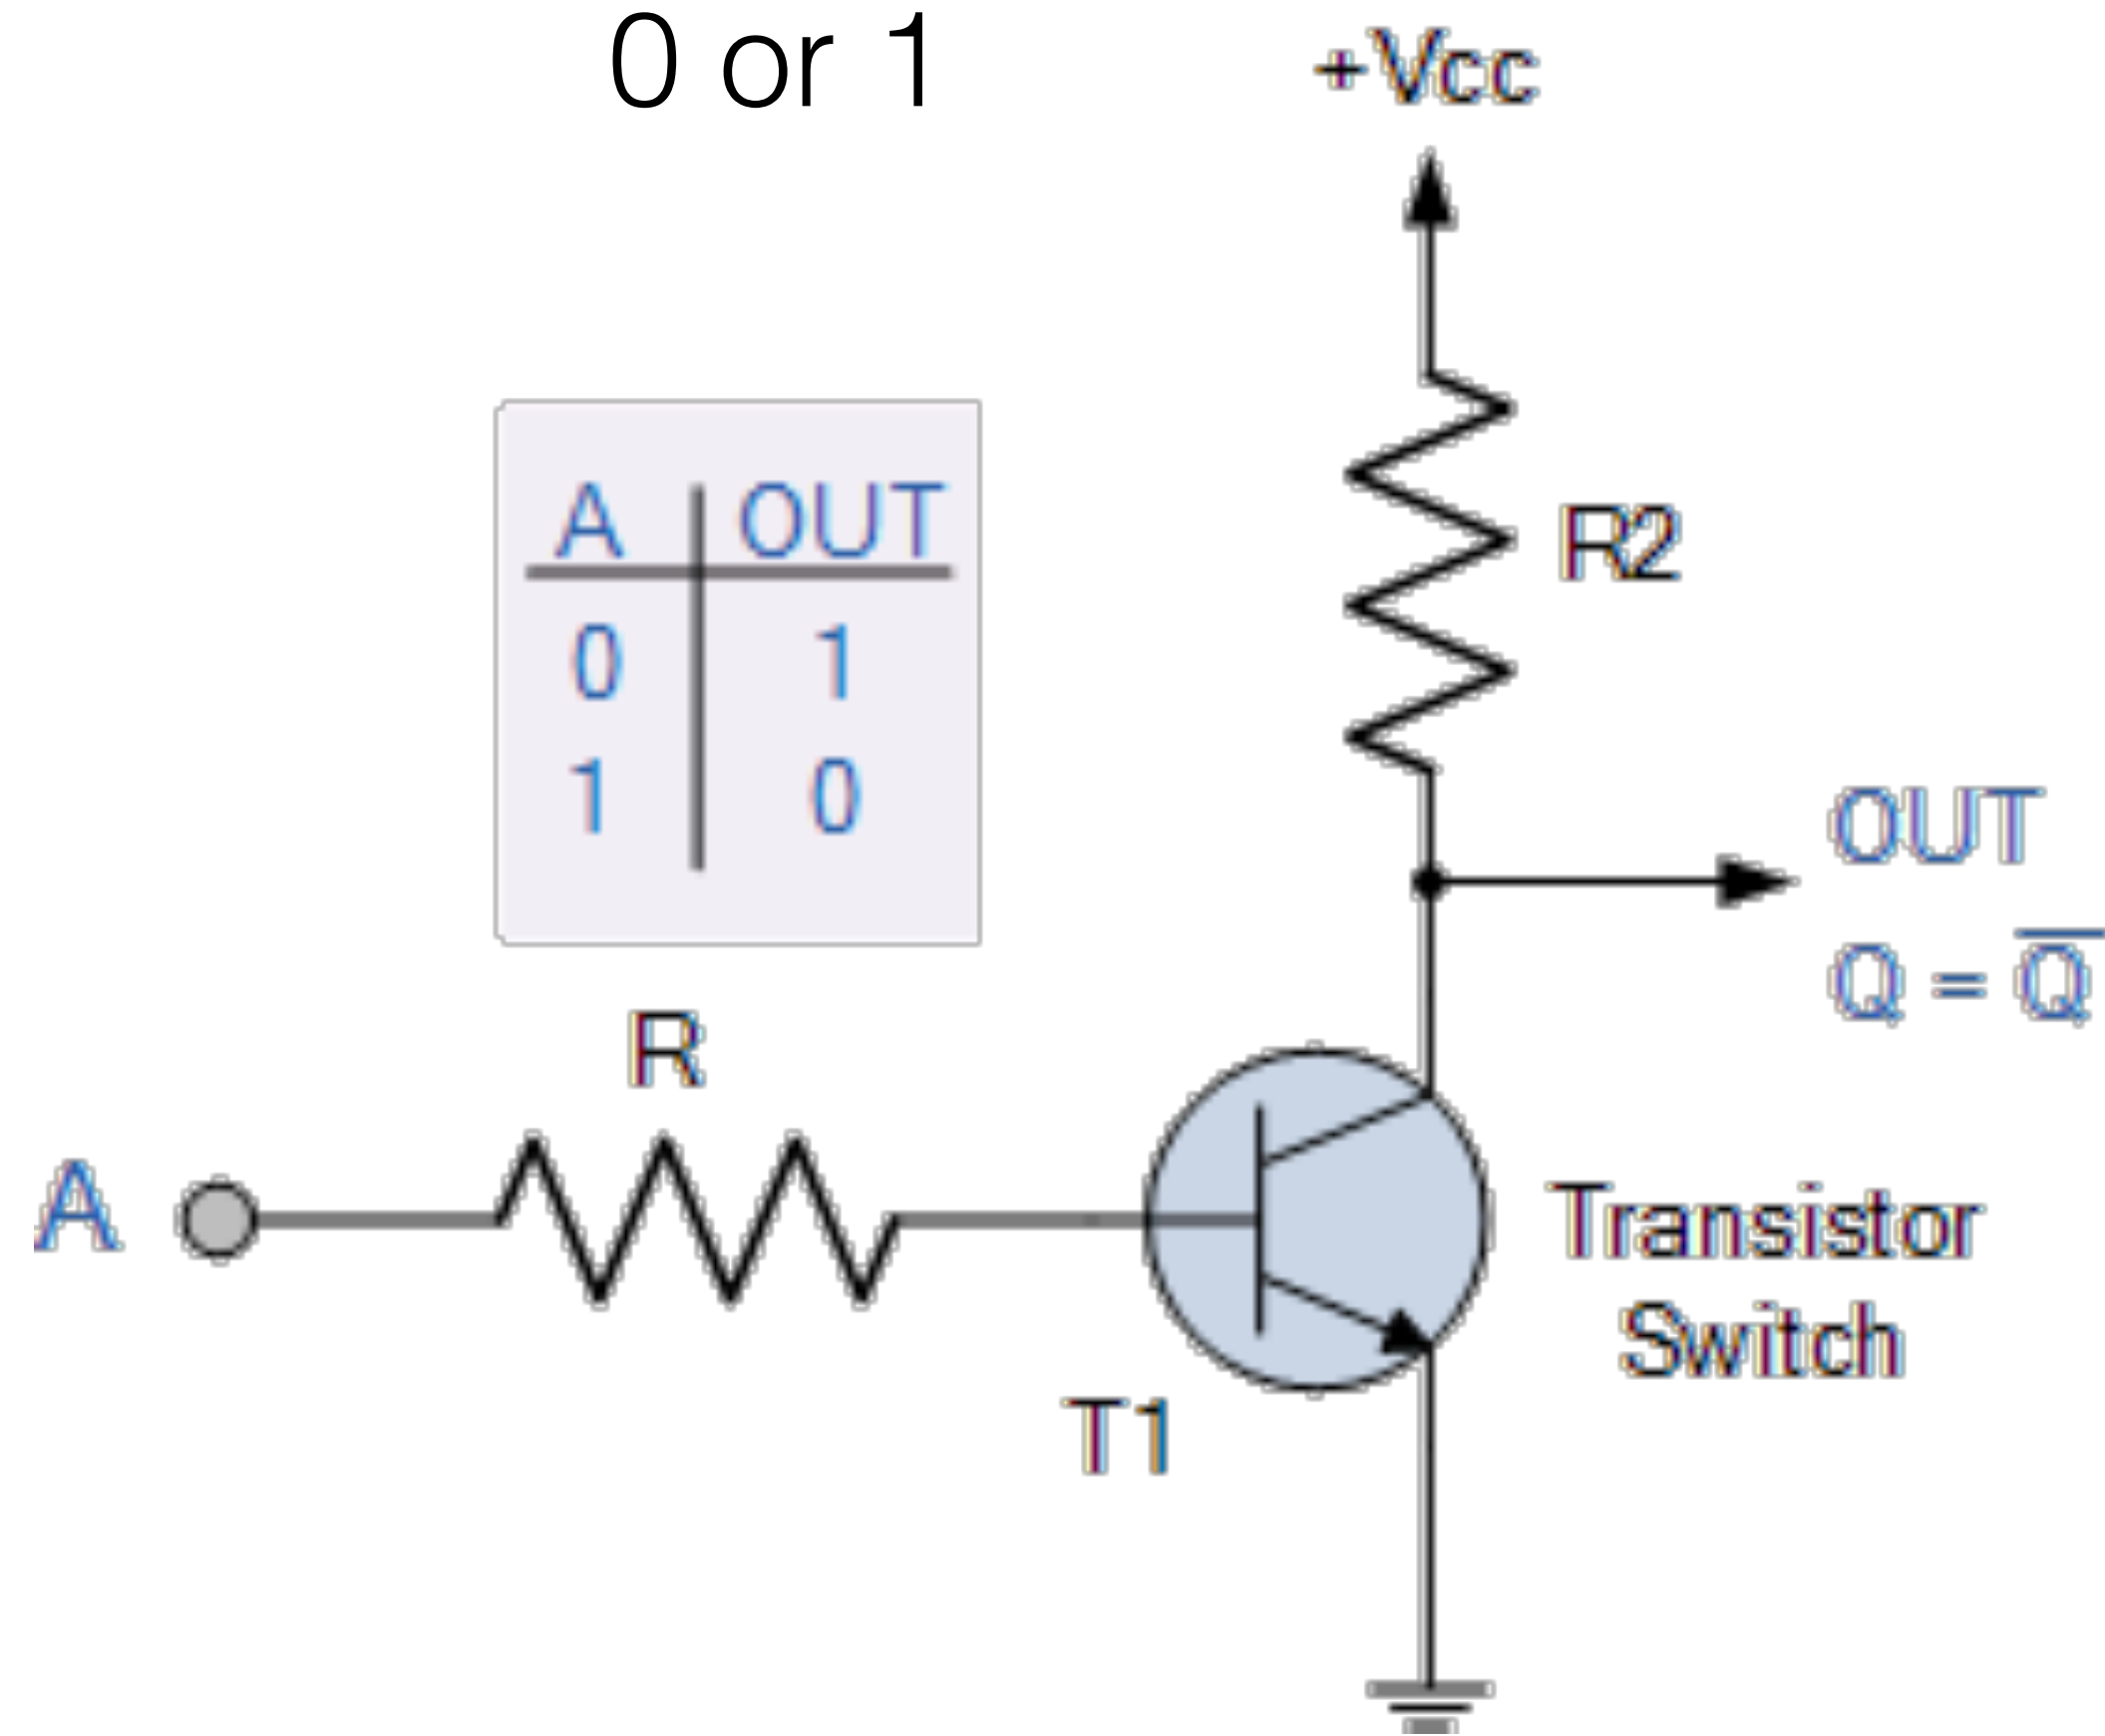 0 or 1
+Vcc
A OUT
0 1
1 0
R2
OUT
Q = Q̅
R
A
Transistor
Switch
T1